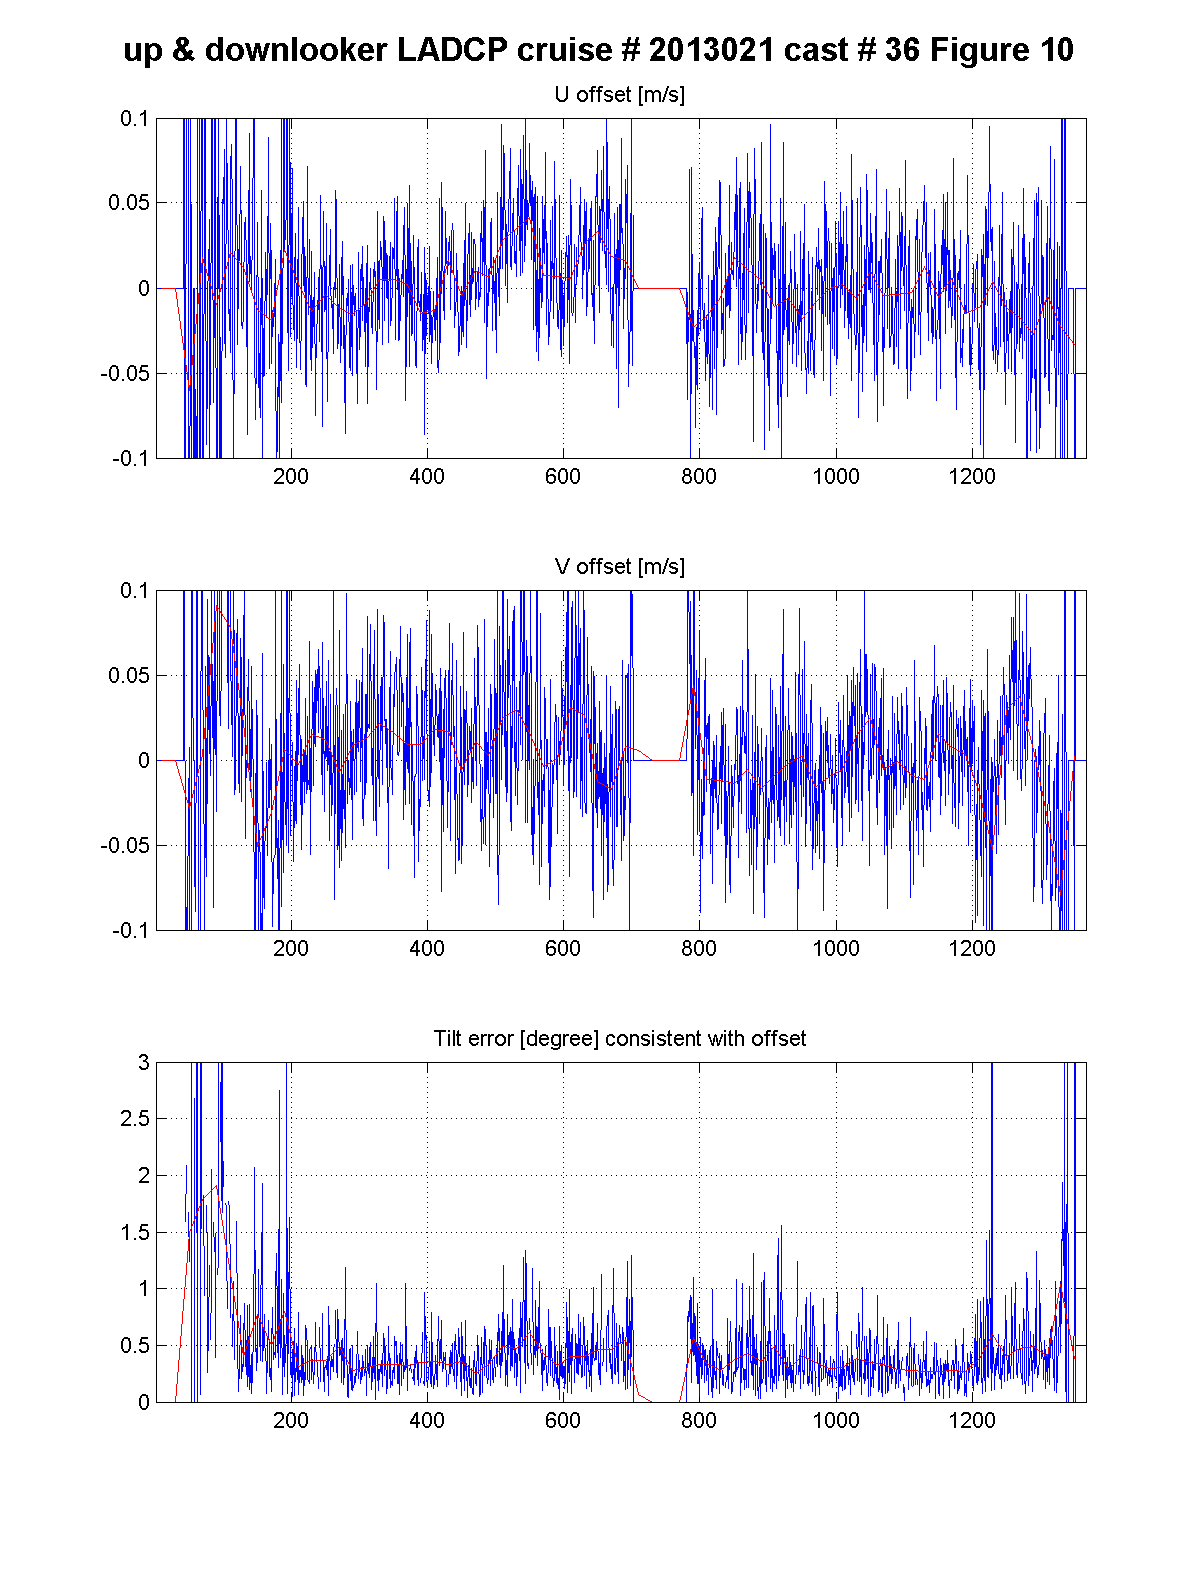 up & downlooker LADCP cruise # 2013021 cast # 36 Figure 10
U offset [m/s]
0.1
0.05
0
-0.05
-0.1
200 400 600 800 1000 1200
V offset [m/s]
0.1
0.05
0
-0.05
-0.1
200 400 600 800 1000 1200
Tilt error [degree] consistent with offset
3
2.5
2
1.5
1
0.5
0
200 400 600 800 1000 1200